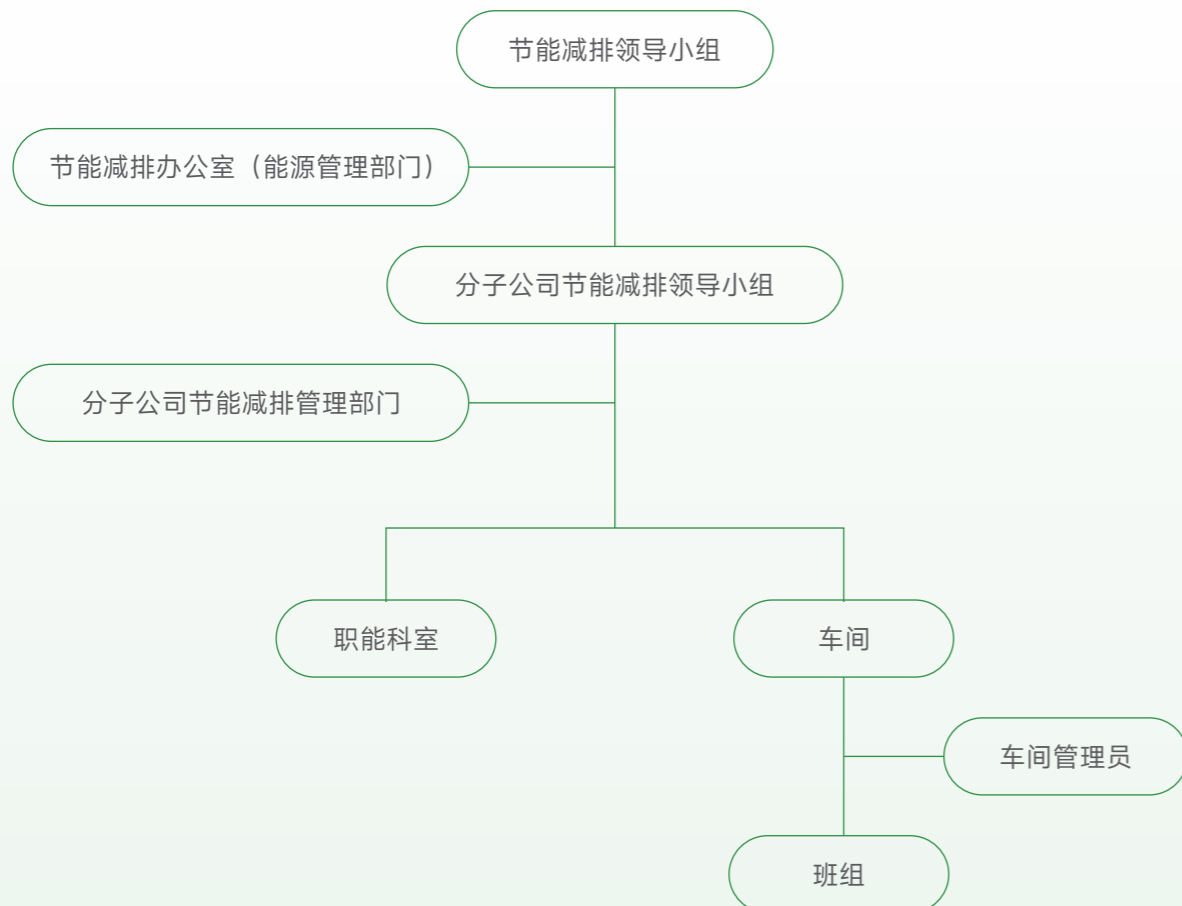 节能减排领导小组
节能减排办公室（能源管理部门）
分子公司节能减排领导小组
分子公司节能减排管理部门
职能科室
车间
车间管理员
班组